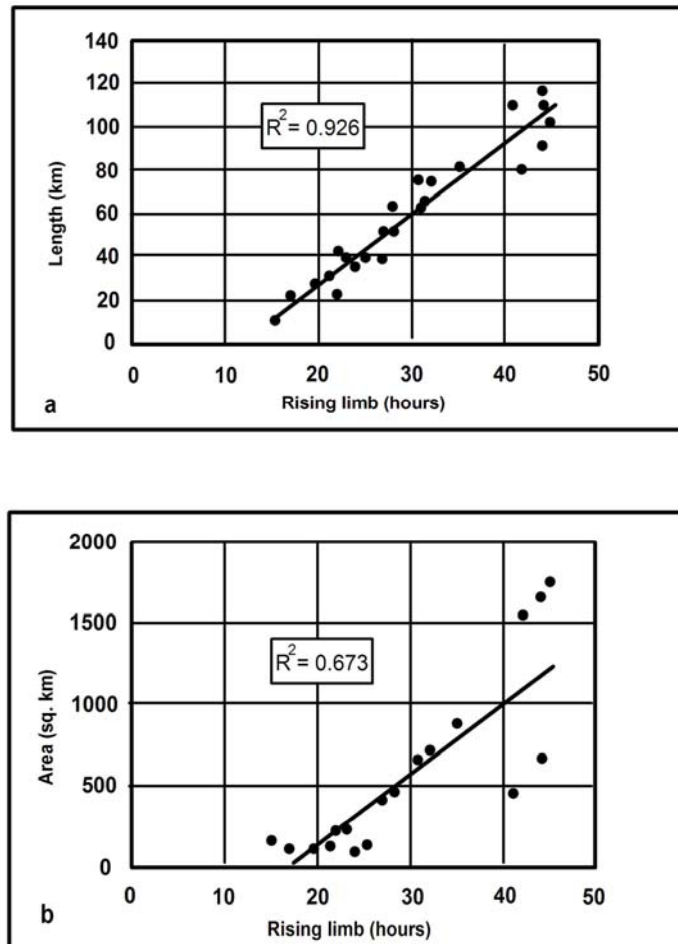 140
120
100
80
60
40
20
0
Length (km)
R2 = 0.926
0 10 20 30 40 50
Rising limb (hours)
a
2000
1500
1000
500
0
Area (sq. km)
R2 = 0.673
0 10 20 30 40 50
Rising limb (hours)
b